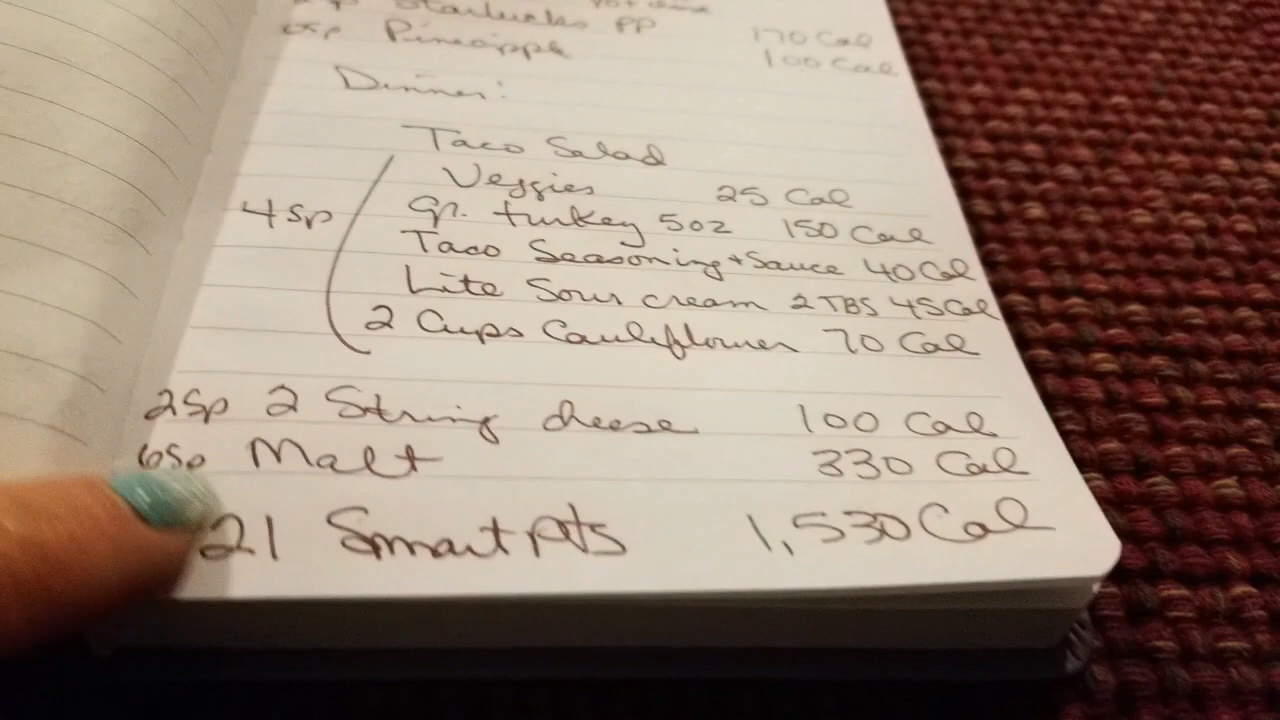 Starbucks PP 170 Cal
0sp Pineapple 100 Cal
Dinner:
Taco Salad
Veggies 25 Cal
4sp Gr. turkey 5oz 150 Cal
Taco Seasoning + Sauce 40 Cal
Lite Sour cream 2 TBS 45 Cal
2 Cups Cauliflower 70 Cal
2sp 2 String cheese 100 Cal
6sp Malt 330 Cal
21 Smart Pts 1,530 Cal